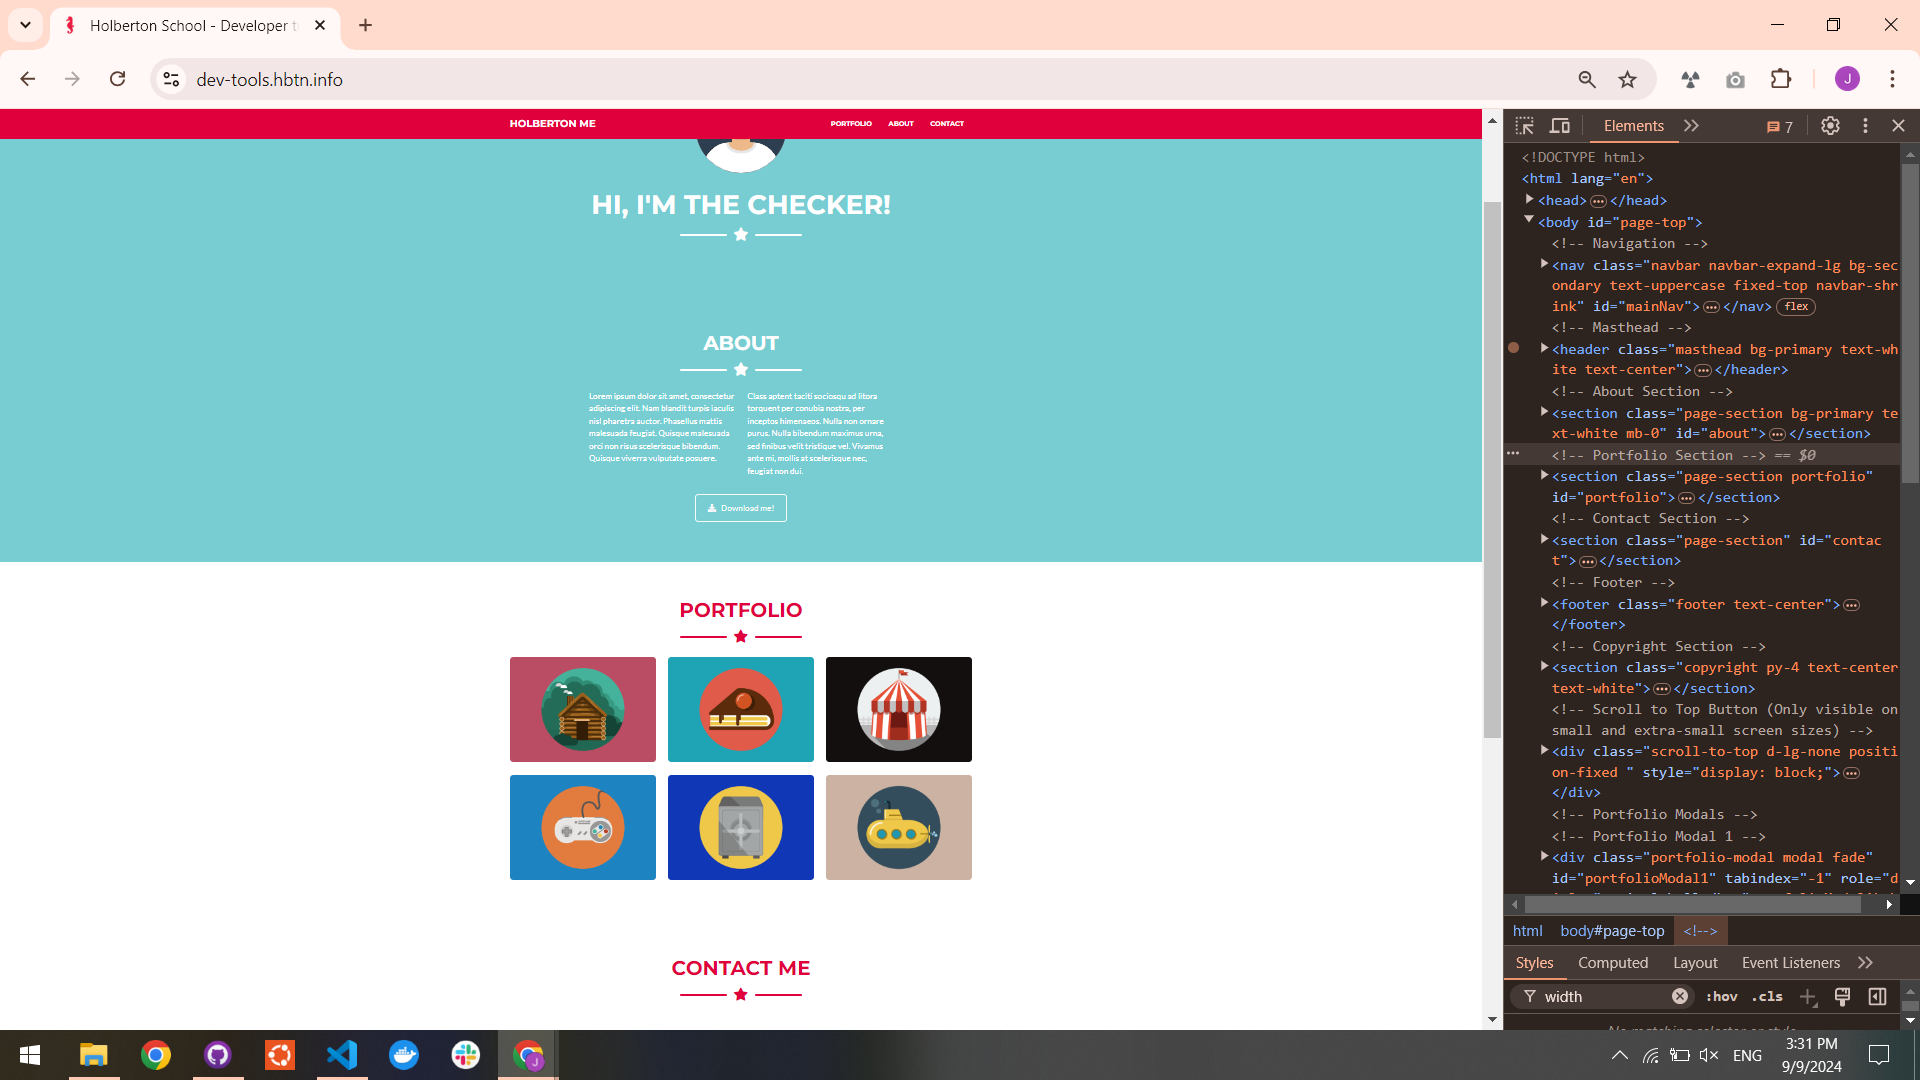 Holberton School - Developer t
dev-tools.hbtn.info
J
HOLBERTON ME
PORTFOLIO
ABOUT
CONTACT
HI, I'M THE CHECKER!
ABOUT
Lorem ipsum dolor sit amet, consectetur
adipiscing elit. Nam blandit turpis iaculis
nisl pharetra auctor. Phasellus mattis
malesuada feugiat. Quisque malesuada
orci non risus scelerisque bibendum.
Quisque viverra vulputate posuere.
Class aptent taciti sociosqu ad litora
torquent per conubia nostra, per
inceptos himenaeos. Nulla non ornare
purus. Nulla bibendum maximus urna,
sed finibus velit tristique vel. Vivamus
ante mi, mollis at scelerisque nec,
feugiat non dui.
Download me!
PORTFOLIO
CONTACT ME
Elements
7
<!DOCTYPE html>
<html lang="en">
<head>
</head>
<body id="page-top">
<!-- Navigation -->
<nav class="navbar navbar-expand-lg bg-sec
ondary text-uppercase fixed-top navbar-shr
ink" id="mainNav"> </nav> flex
<!-- Masthead -->
<header class="masthead bg-primary text-wh
ite text-center"> </header>
<!-- About Section -->
<section class="page-section bg-primary te
xt-white mb-0" id="about"> </section>
<!-- Portfolio Section --> == $0
<section class="page-section portfolio"
id="portfolio"> </section>
<!-- Contact Section -->
<section class="page-section" id="contac
t"> </section>
<!-- Footer -->
<footer class="footer text-center">
</footer>
<!-- Copyright Section -->
<section class="copyright py-4 text-center
text-white"> </section>
<!-- Scroll to Top Button (Only visible on
small and extra-small screen sizes) -->
<div class="scroll-to-top d-lg-none positi
on-fixed " style="display: block;">
</div>
<!-- Portfolio Modals -->
<!-- Portfolio Modal 1 -->
<div class="portfolio-modal modal fade"
id="portfolioModal1" tabindex="-1" role="d
html
body#page-top
<!-->
Styles
Computed
Layout
Event Listeners
width
:hov
.cls
ENG
3:31 PM
9/9/2024
J